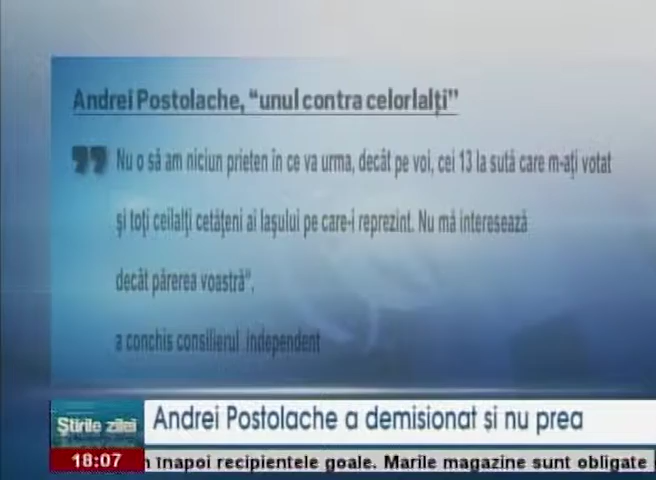 Andrei Postolache, "unul contra celorlalți"
Nu o să am niciun prieten în ce va urma, decât pe voi, cei 13 la sută care m-ați votat
și toți ceilalți cetățeni ai Iașului pe care-i reprezint. Nu mă interesează
decât părerea voastră",
a conchis consilierul independent
Știrile zilei
Andrei Postolache a demisionat și nu prea
18:07
înapoi recipientele goale. Marile magazine sunt obligate